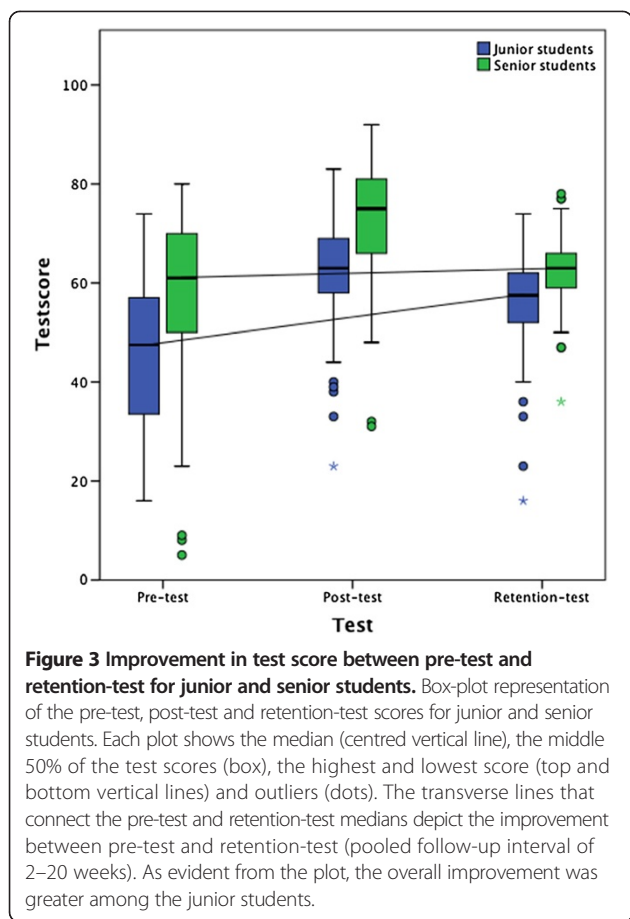 Junior students
Senior students
100
80
60
40
20
0
Testscore
Pre-test
Post-test
Retention-test
Test
Figure 3 Improvement in test score between pre-test and
retention-test for junior and senior students. Box-plot representation
of the pre-test, post-test and retention-test scores for junior and senior
students. Each plot shows the median (centred vertical line), the middle
50% of the test scores (box), the highest and lowest score (top and
bottom vertical lines) and outliers (dots). The transverse lines that
connect the pre-test and retention-test medians depict the improvement
between pre-test and retention-test (pooled follow-up interval of
2–20 weeks). As evident from the plot, the overall improvement was
greater among the junior students.